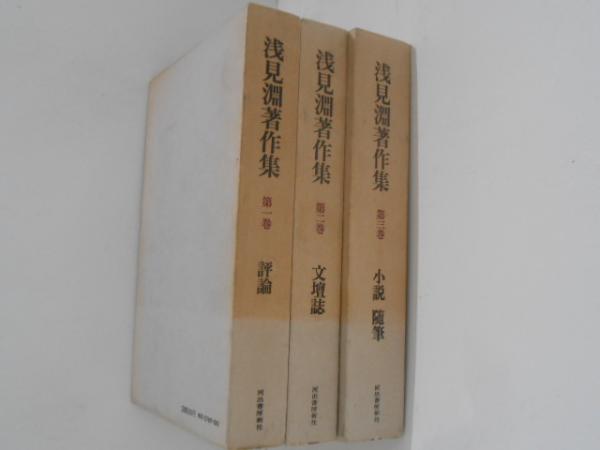 浅見淵著作集
第一巻
評論
河出書房新社
浅見淵著作集
第二巻
文壇誌
河出書房新社
浅見淵著作集
第三巻
小説 随筆
河出書房新社